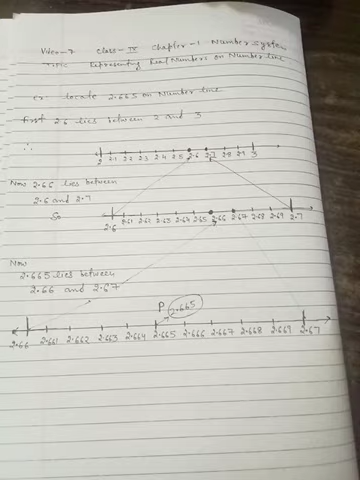 Video-7 Class-IX Chapter-1 Number System
Topic: Representing Real Numbers on Number line
Ex. locate 2.665 on Number line
first 2.6 lies between 2 and 3
∴
2 2.1 2.2 2.3 2.4 2.5 2.6 2.7 2.8 2.9 3
Now 2.66 lies between
2.6 and 2.7
So
2.6 2.61 2.62 2.63 2.64 2.65 2.66 2.67 2.68 2.69 2.7
Now
2.665 lies between
2.66 and 2.67
P 2.665
2.66 2.661 2.662 2.663 2.664 2.665 2.666 2.667 2.668 2.669 2.67